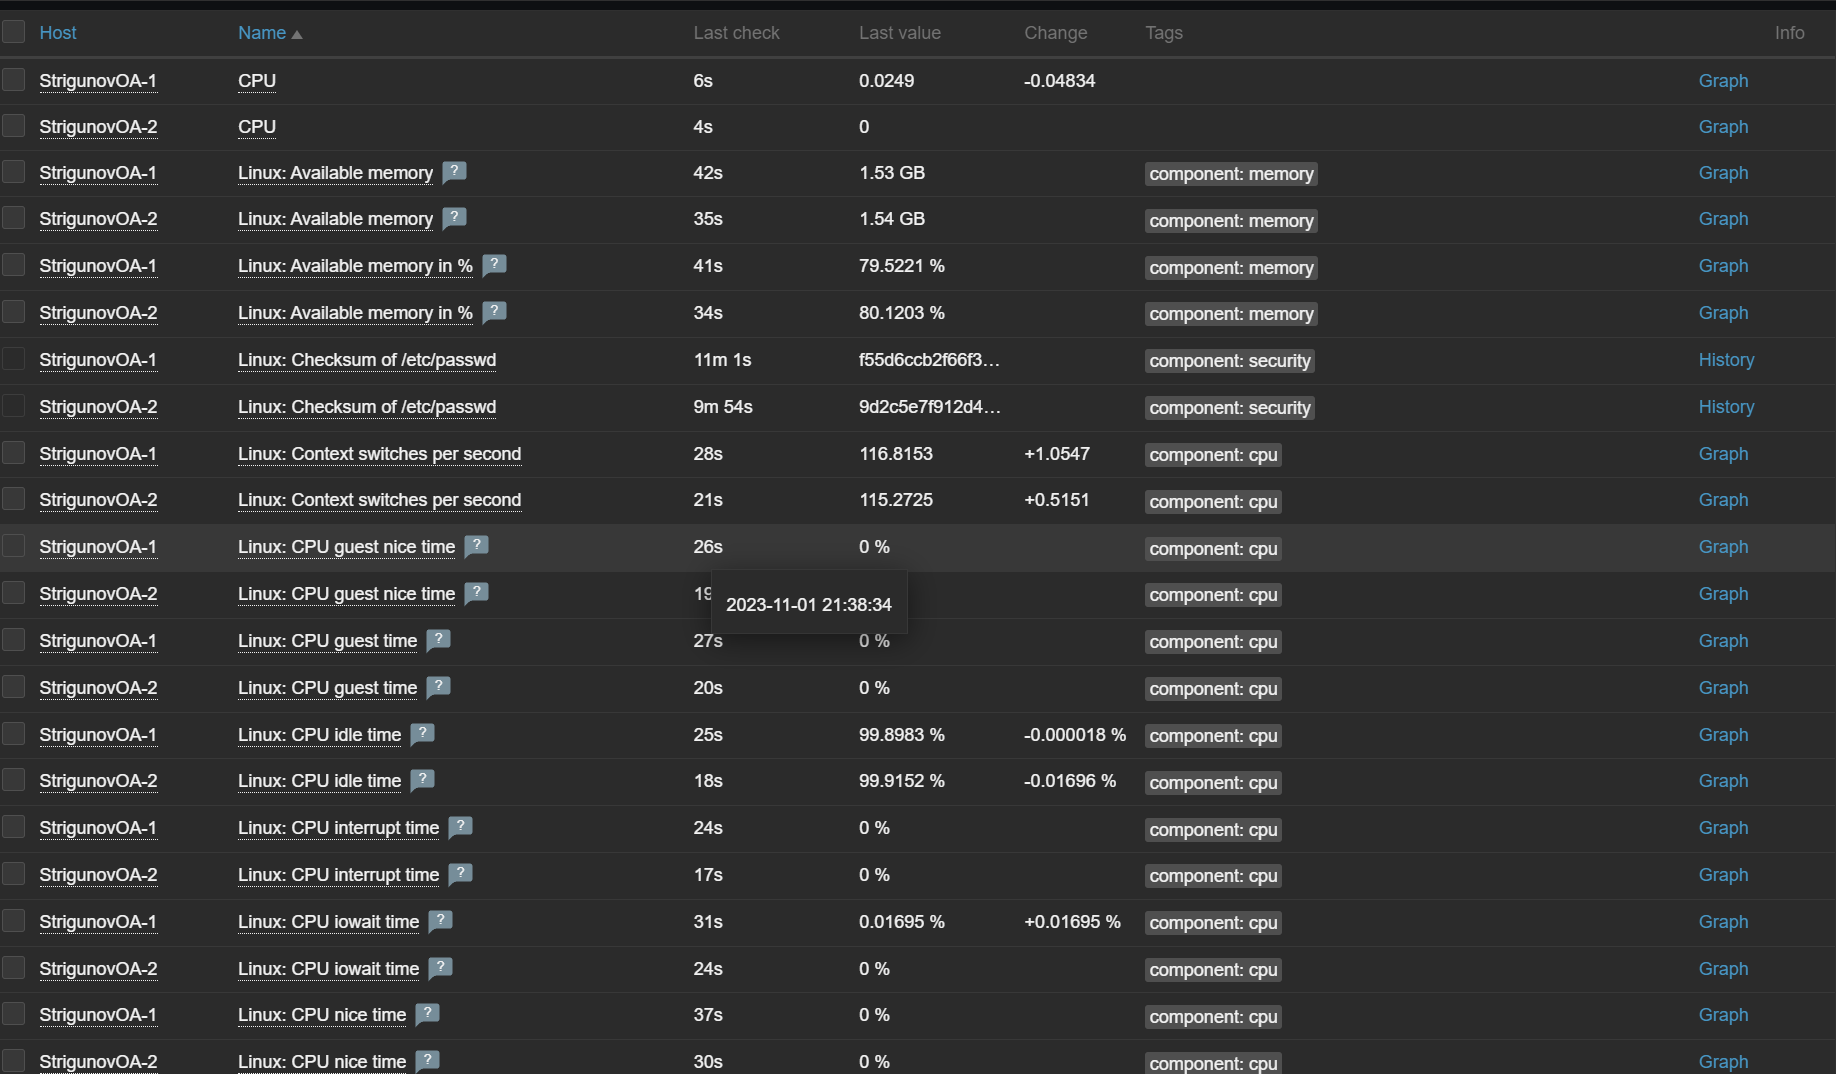 Host Name Last check Last value Change Tags Info
StrigunovOA-1 CPU 6s 0.0249 -0.04834 Graph
StrigunovOA-2 CPU 4s 0 Graph
StrigunovOA-1 Linux: Available memory ? 42s 1.53 GB component: memory Graph
StrigunovOA-2 Linux: Available memory ? 35s 1.54 GB component: memory Graph
StrigunovOA-1 Linux: Available memory in % ? 41s 79.5221 % component: memory Graph
StrigunovOA-2 Linux: Available memory in % ? 34s 80.1203 % component: memory Graph
StrigunovOA-1 Linux: Checksum of /etc/passwd 11m 1s f55d6ccb2f66f3… component: security History
StrigunovOA-2 Linux: Checksum of /etc/passwd 9m 54s 9d2c5e7f912d4… component: security History
StrigunovOA-1 Linux: Context switches per second 28s 116.8153 +1.0547 component: cpu Graph
StrigunovOA-2 Linux: Context switches per second 21s 115.2725 +0.5151 component: cpu Graph
StrigunovOA-1 Linux: CPU guest nice time ? 26s 0 % component: cpu Graph
StrigunovOA-2 Linux: CPU guest nice time ? 19 component: cpu Graph
2023-11-01 21:38:34
StrigunovOA-1 Linux: CPU guest time ? 27s 0 % component: cpu Graph
StrigunovOA-2 Linux: CPU guest time ? 20s 0 % component: cpu Graph
StrigunovOA-1 Linux: CPU idle time ? 25s 99.8983 % -0.000018 % component: cpu Graph
StrigunovOA-2 Linux: CPU idle time ? 18s 99.9152 % -0.01696 % component: cpu Graph
StrigunovOA-1 Linux: CPU interrupt time ? 24s 0 % component: cpu Graph
StrigunovOA-2 Linux: CPU interrupt time ? 17s 0 % component: cpu Graph
StrigunovOA-1 Linux: CPU iowait time ? 31s 0.01695 % +0.01695 % component: cpu Graph
StrigunovOA-2 Linux: CPU iowait time ? 24s 0 % component: cpu Graph
StrigunovOA-1 Linux: CPU nice time ? 37s 0 % component: cpu Graph
StrigunovOA-2 Linux: CPU nice time ? 30s 0 % component: cpu Graph